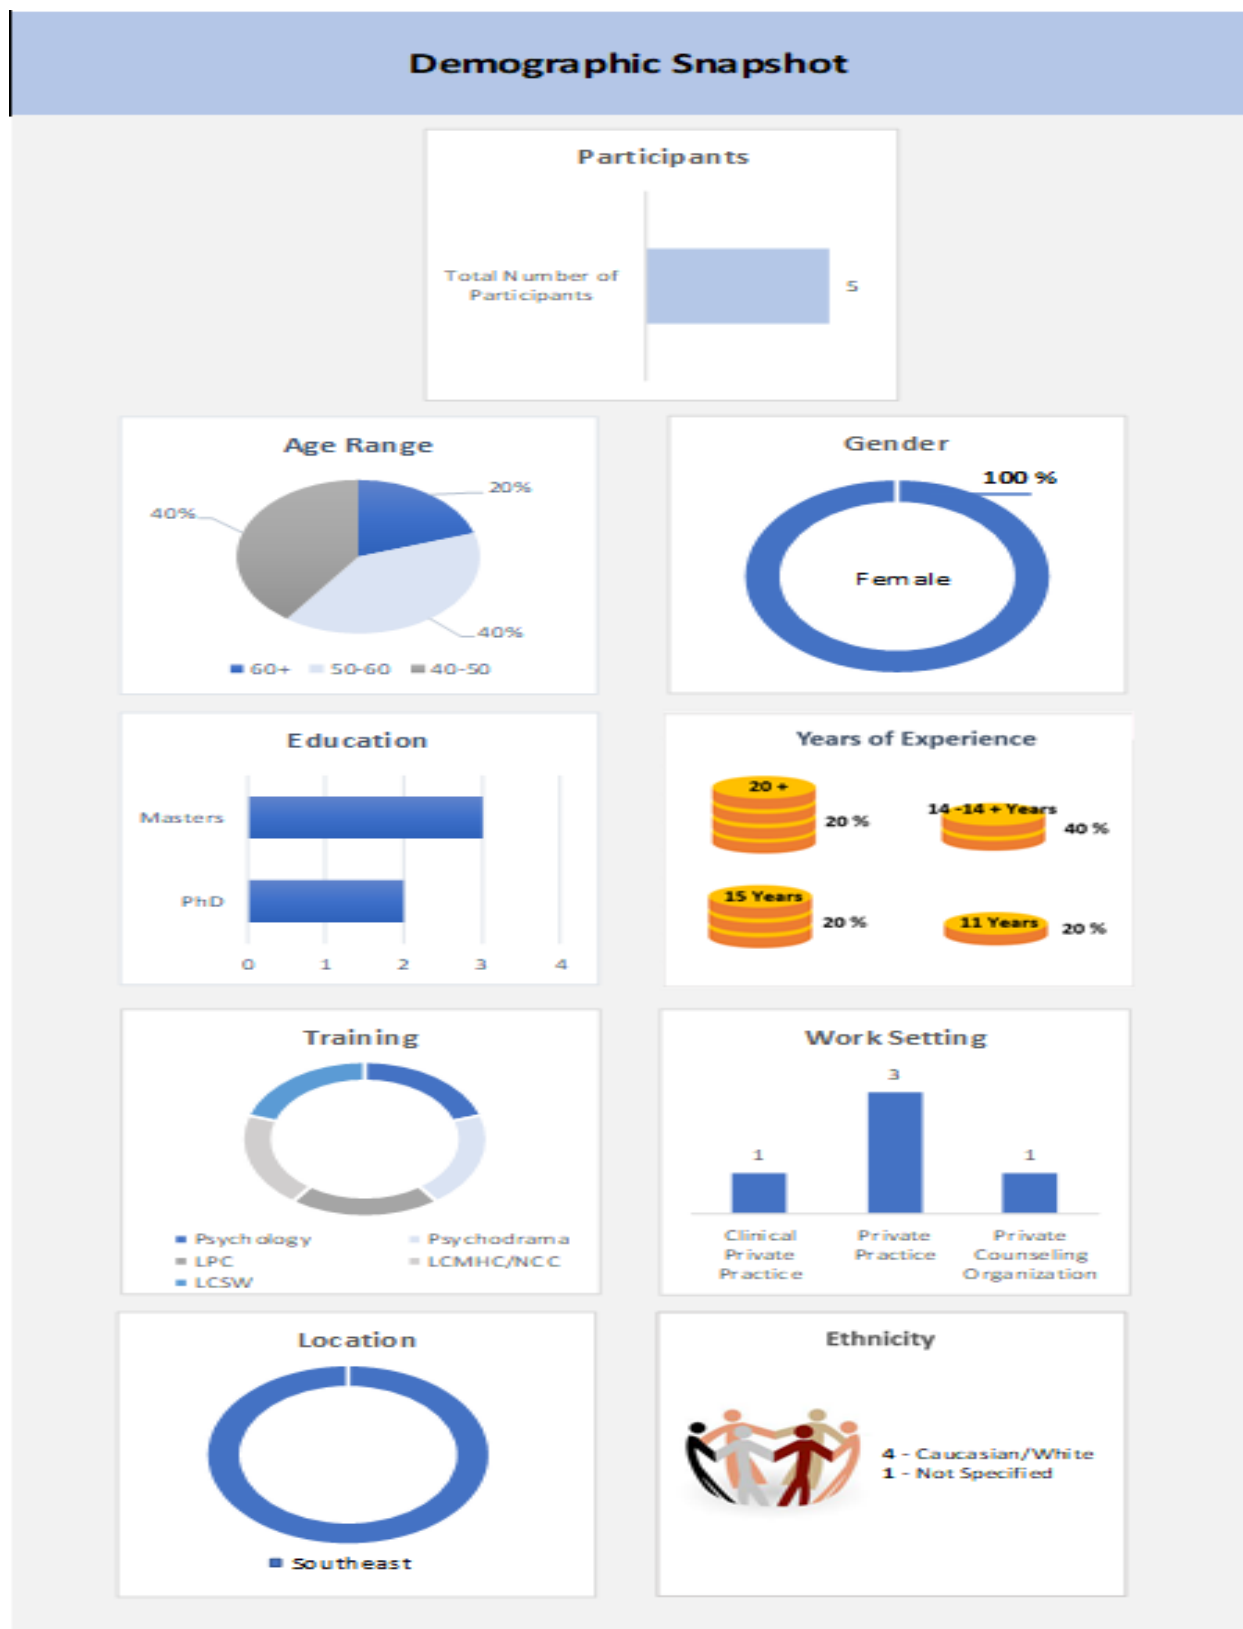 Demographic Snapshot
Participants
Total Number of
Participants
5
Age Range
20%
40%
40%
60+ 50-60 40-50
Gender
100 %
Female
Education
Masters
PhD
0 1 2 3 4
Years of Experience
20 +
20 %
14 -14 + Years
40 %
15 Years
20 %
11 Years
20 %
Training
Psychology Psychodrama
LPC LCMHC/NCC
LCSW
Work Setting
3
1
1
Clinical
Private
Practice
Private
Practice
Private
Counseling
Organization
Location
Southeast
Ethnicity
4 - Caucasian/White
1 - Not Specified